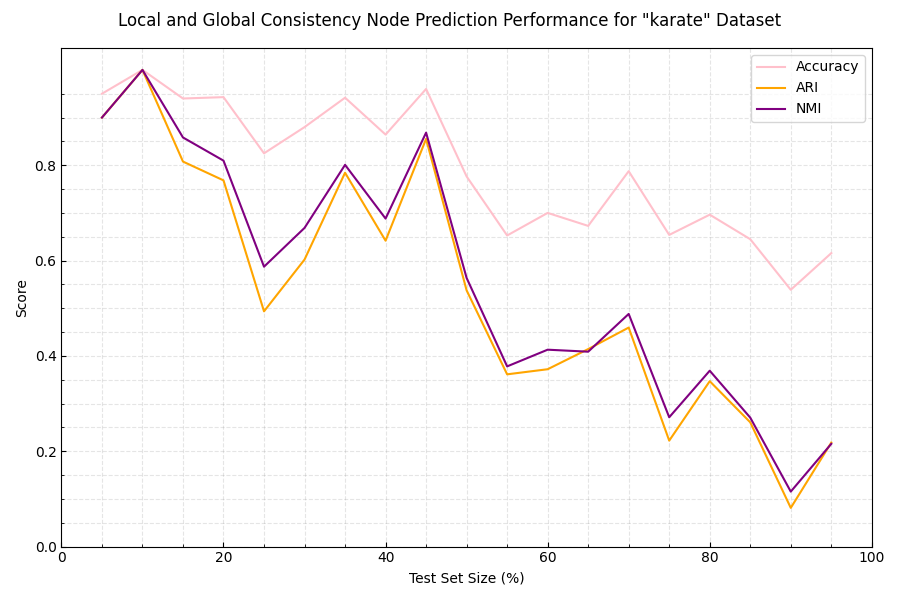 Local and Global Consistency Node Prediction Performance for "karate" Dataset
Accuracy
ARI
NMI
Score
0.8
0.6
0.4
0.2
0.0
0 20 40 60 80 100
Test Set Size (%)